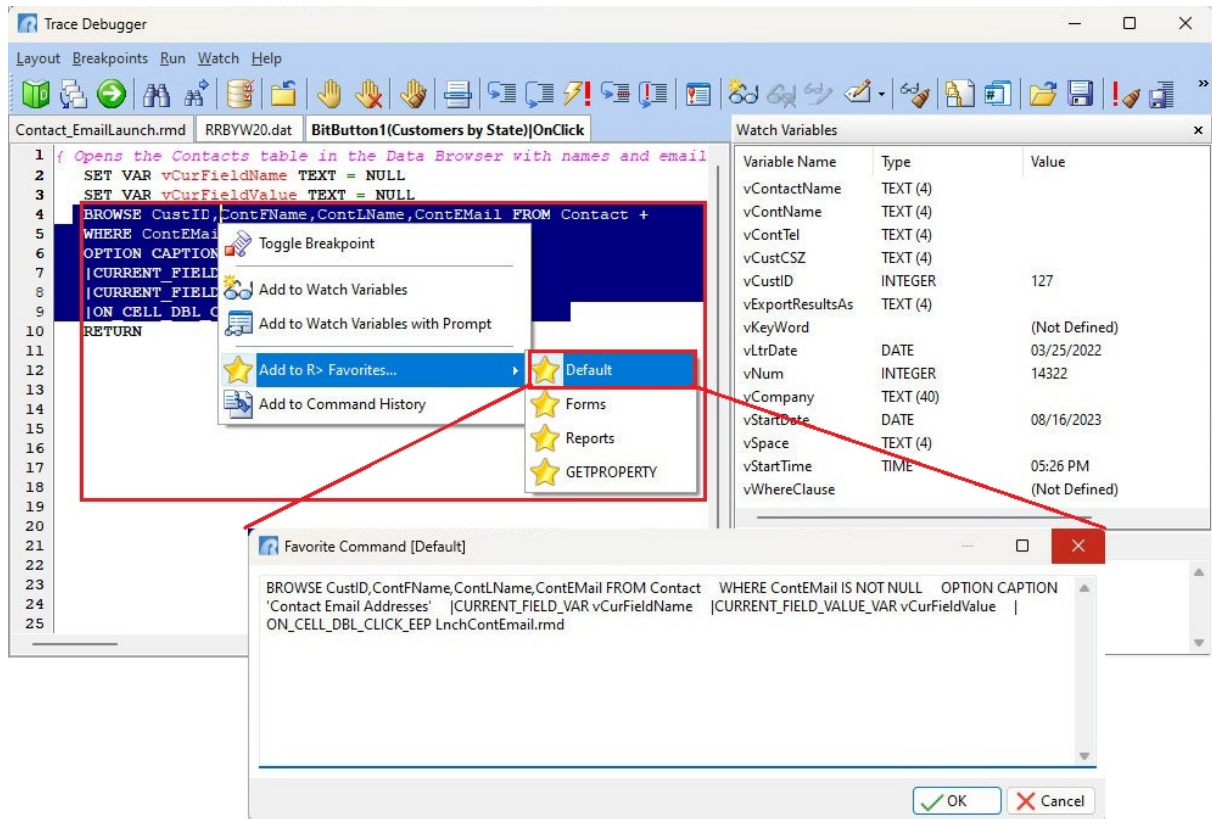 Trace Debugger
Layout Breakpoints Run Watch Help
Contact_EmailLaunch.rmd RRBYW20.dat BitButton1(Customers by State)|OnClick
1 { Opens the Contacts table in the Data Browser with names and email
2 SET VAR vCurFieldName TEXT = NULL
3 SET VAR vCurFieldValue TEXT = NULL
4 BROWSE CustID,ContFName,ContLName,ContEMail FROM Contact +
5 WHERE ContEMai
6 OPTION CAPTION
7 |CURRENT_FIELD
8 |CURRENT_FIELD
9 |ON_CELL_DBL_C
10 RETURN
11
12
13
14
15
16
17
18
19
20
21
22
23
24
25
Toggle Breakpoint
Add to Watch Variables
Add to Watch Variables with Prompt
Add to R> Favorites...
Add to Command History
Default
Forms
Reports
GETPROPERTY
Watch Variables
Variable Name Type Value
vContactName TEXT (4)
vContName TEXT (4)
vContTel TEXT (4)
vCustCSZ TEXT (4)
vCustID INTEGER 127
vExportResultsAs TEXT (4)
vKeyWord (Not Defined)
vLtrDate DATE 03/25/2022
vNum INTEGER 14322
vCompany TEXT (40)
vStartDate DATE 08/16/2023
vSpace TEXT (4)
vStartTime TIME 05:26 PM
vWhereClause (Not Defined)
Favorite Command [Default]
BROWSE CustID,ContFName,ContLName,ContEMail FROM Contact WHERE ContEMail IS NOT NULL OPTION CAPTION
'Contact Email Addresses' |CURRENT_FIELD_VAR vCurFieldName |CURRENT_FIELD_VALUE_VAR vCurFieldValue |
ON_CELL_DBL_CLICK_EEP LnchContEmail.rmd
OK Cancel